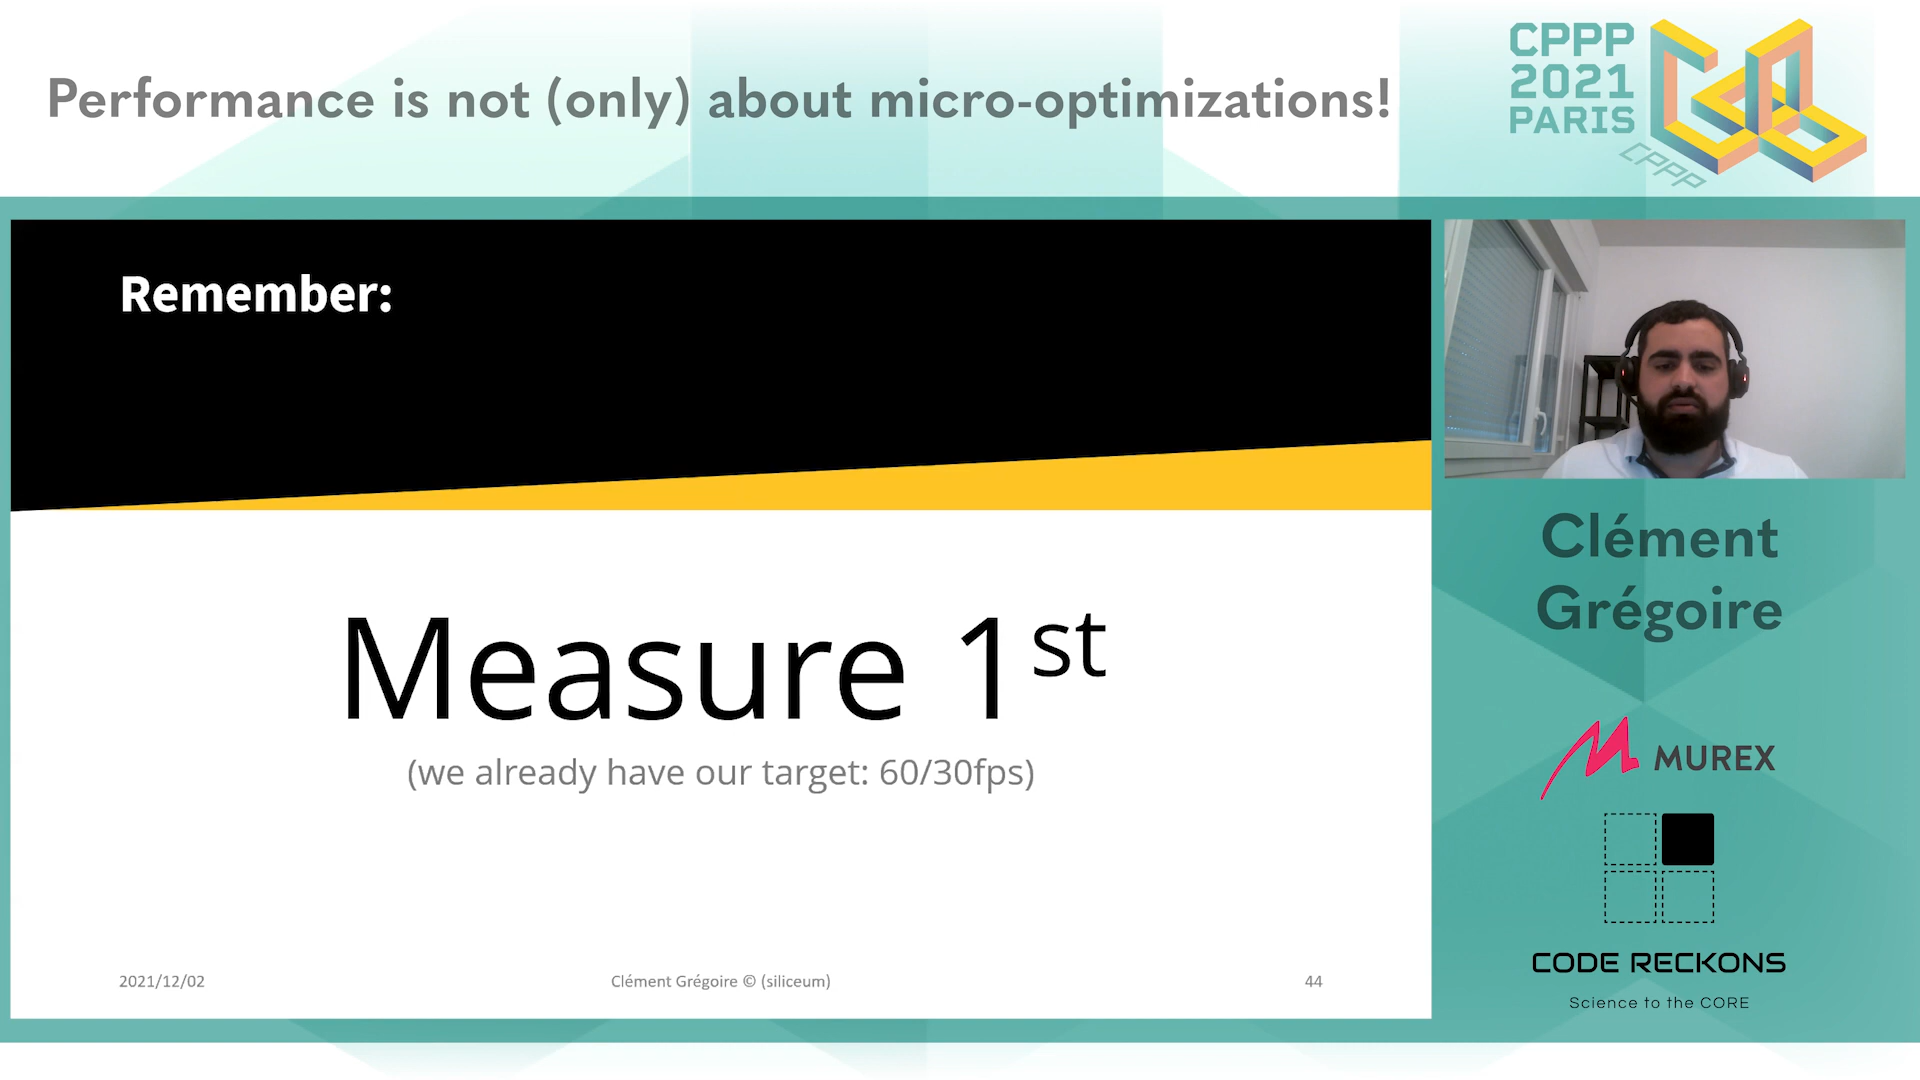 Performance is not (only) about micro-optimizations!
CPPP
2021
PARIS
CPPP
Remember:
Measure 1st
(we already have our target: 60/30fps)
2021/12/02
Clément Grégoire © (siliceum)
44
Clément
Grégoire
MUREX
CODE RECKONS
Science to the CORE